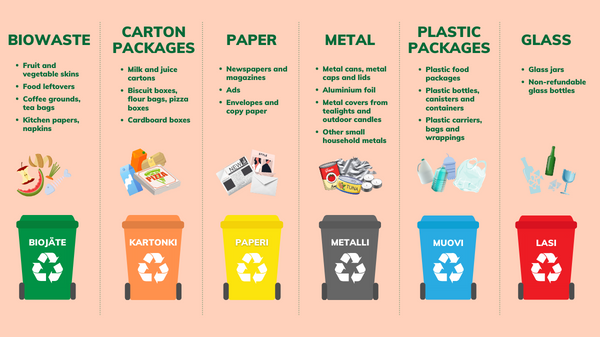 BIOWASTE
Fruit and
vegetable skins
Food leftovers
Coffee grounds,
tea bags
Kitchen papers,
napkins
BIOJÄTE
CARTON
PACKAGES
Milk and juice
cartons
Biscuit boxes,
flour bags, pizza
boxes
Cardboard boxes
PIZZA
KARTONKI
PAPER
Newspapers and
magazines
Ads
Envelopes and
copy paper
NEWS
PAPERI
METAL
Metal cans, metal
caps and lids
Aluminium foil
Metal covers from
tealights and
outdoor candles
Other small
household metals
TUNA
METALLI
PLASTIC
PACKAGES
Plastic food
packages
Plastic bottles,
canisters and
containers
Plastic carriers,
bags and
wrappings
MUOVI
GLASS
Glass jars
Non-refundable
glass bottles
LASI